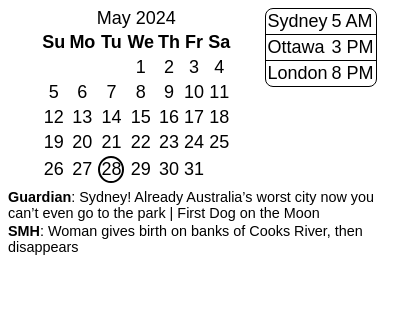 May 2024
Su Mo Tu We Th Fr Sa
1 2 3 4
5 6 7 8 9 10 11
12 13 14 15 16 17 18
19 20 21 22 23 24 25
26 27 28 29 30 31
Sydney 5 AM
Ottawa 3 PM
London 8 PM
Guardian: Sydney! Already Australia’s worst city now you
can’t even go to the park | First Dog on the Moon
SMH: Woman gives birth on banks of Cooks River, then
disappears